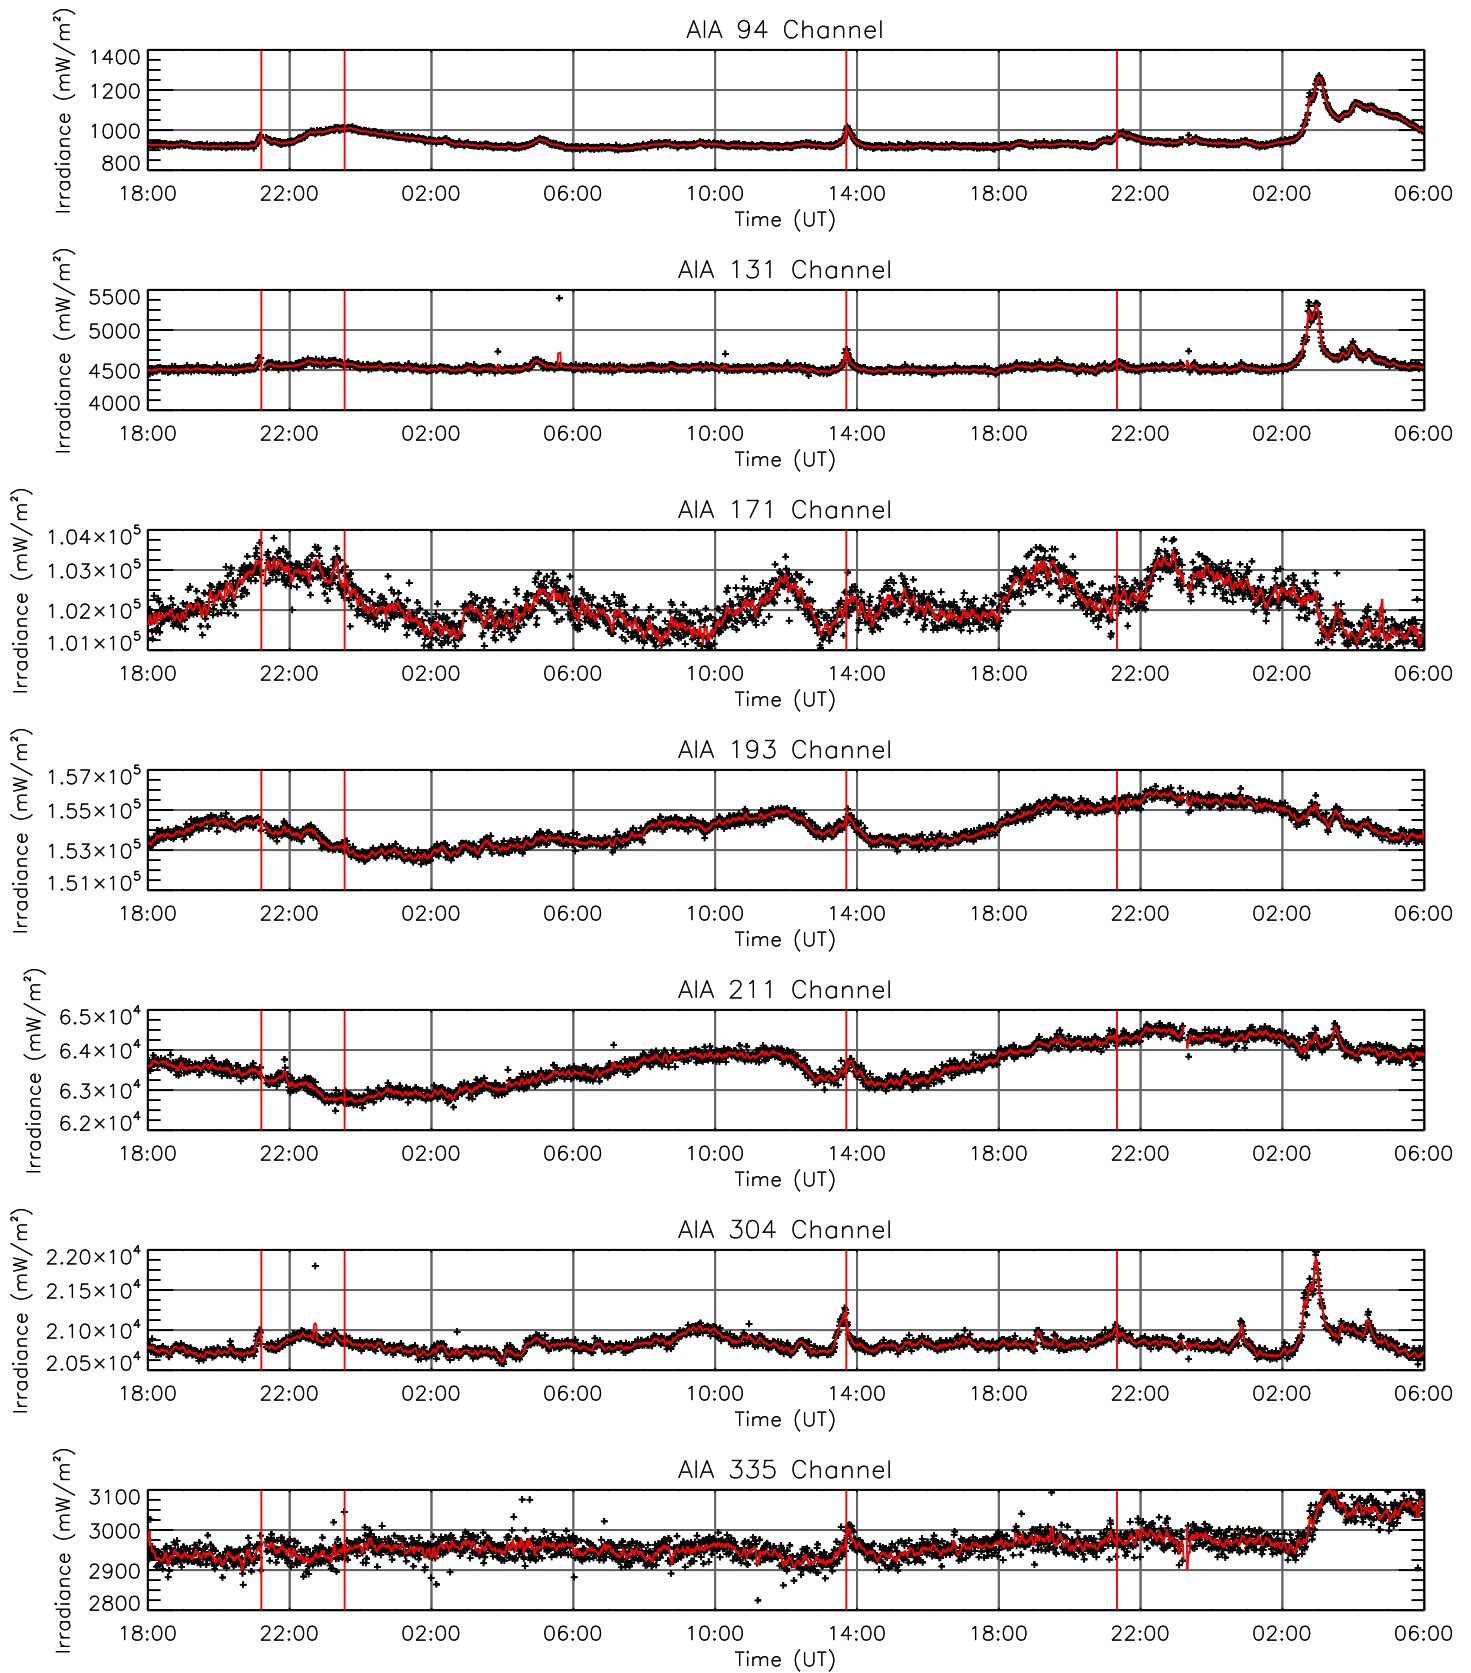 AIA 94 Channel
Irradiance (mW/m²)
1400
1200
1000
800
18:00 22:00 02:00 06:00 10:00 14:00 18:00 22:00 02:00 06:00
Time (UT)
AIA 131 Channel
Irradiance (mW/m²)
5500
5000
4500
4000
18:00 22:00 02:00 06:00 10:00 14:00 18:00 22:00 02:00 06:00
Time (UT)
AIA 171 Channel
Irradiance (mW/m²)
1.04×10⁵
1.03×10⁵
1.02×10⁵
1.01×10⁵
18:00 22:00 02:00 06:00 10:00 14:00 18:00 22:00 02:00 06:00
Time (UT)
AIA 193 Channel
Irradiance (mW/m²)
1.57×10⁵
1.55×10⁵
1.53×10⁵
1.51×10⁵
18:00 22:00 02:00 06:00 10:00 14:00 18:00 22:00 02:00 06:00
Time (UT)
AIA 211 Channel
Irradiance (mW/m²)
6.5×10⁴
6.4×10⁴
6.3×10⁴
6.2×10⁴
18:00 22:00 02:00 06:00 10:00 14:00 18:00 22:00 02:00 06:00
Time (UT)
AIA 304 Channel
Irradiance (mW/m²)
2.20×10⁴
2.15×10⁴
2.10×10⁴
2.05×10⁴
18:00 22:00 02:00 06:00 10:00 14:00 18:00 22:00 02:00 06:00
Time (UT)
AIA 335 Channel
Irradiance (mW/m²)
3100
3000
2900
2800
18:00 22:00 02:00 06:00 10:00 14:00 18:00 22:00 02:00 06:00
Time (UT)